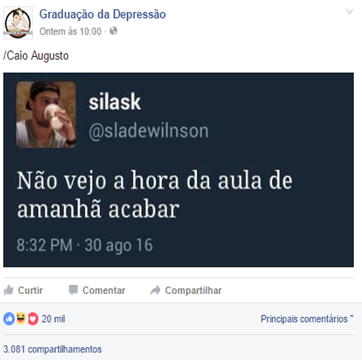 Graduação da Depressão
Ontem às 10:00 ·
/Caio Augusto
silask
@sladewilnson
Não vejo a hora da aula de
amanhã acabar
8:32 PM · 30 ago 16
Curtir Comentar Compartilhar
20 mil Principais comentários
3.081 compartilhamentos